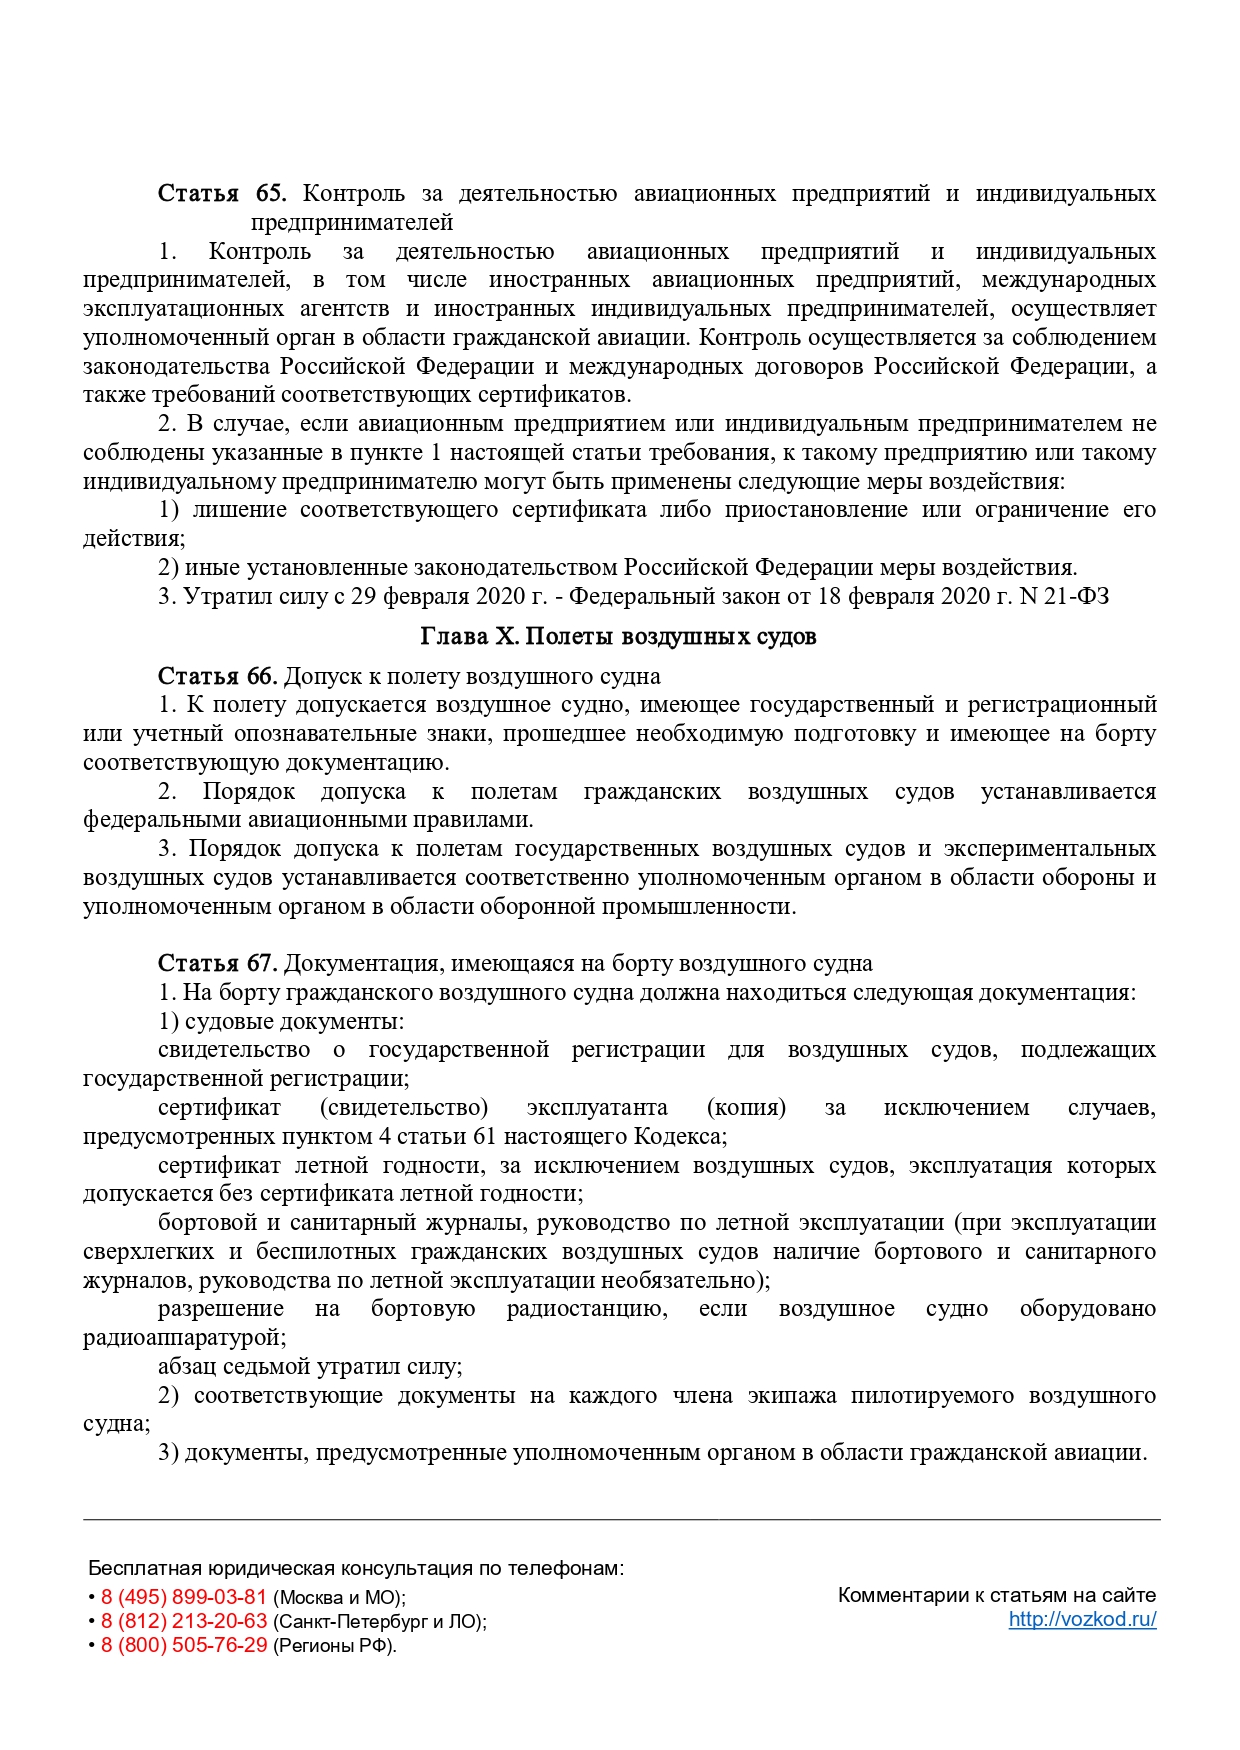 Статья 65. Контроль за деятельностью авиационных предприятий и индивидуальных
предпринимателей
1. Контроль за деятельностью авиационных предприятий и индивидуальных
предпринимателей, в том числе иностранных авиационных предприятий, международных
эксплуатационных агентств и иностранных индивидуальных предпринимателей, осуществляет
уполномоченный орган в области гражданской авиации. Контроль осуществляется за соблюдением
законодательства Российской Федерации и международных договоров Российской Федерации, а
также требований соответствующих сертификатов.
2. В случае, если авиационным предприятием или индивидуальным предпринимателем не
соблюдены указанные в пункте 1 настоящей статьи требования, к такому предприятию или такому
индивидуальному предпринимателю могут быть применены следующие меры воздействия:
1) лишение соответствующего сертификата либо приостановление или ограничение его
действия;
2) иные установленные законодательством Российской Федерации меры воздействия.
3. Утратил силу с 29 февраля 2020 г. - Федеральный закон от 18 февраля 2020 г. N 21-ФЗ
Глава X. Полеты воздушных судов
Статья 66. Допуск к полету воздушного судна
1. К полету допускается воздушное судно, имеющее государственный и регистрационный
или учетный опознавательные знаки, прошедшее необходимую подготовку и имеющее на борту
соответствующую документацию.
2. Порядок допуска к полетам гражданских воздушных судов устанавливается
федеральными авиационными правилами.
3. Порядок допуска к полетам государственных воздушных судов и экспериментальных
воздушных судов устанавливается соответственно уполномоченным органом в области обороны и
уполномоченным органом в области оборонной промышленности.
Статья 67. Документация, имеющаяся на борту воздушного судна
1. На борту гражданского воздушного судна должна находиться следующая документация:
1) судовые документы:
свидетельство о государственной регистрации для воздушных судов, подлежащих
государственной регистрации;
сертификат (свидетельство) эксплуатанта (копия) за исключением случаев,
предусмотренных пунктом 4 статьи 61 настоящего Кодекса;
сертификат летной годности, за исключением воздушных судов, эксплуатация которых
допускается без сертификата летной годности;
бортовой и санитарный журналы, руководство по летной эксплуатации (при эксплуатации
сверхлегких и беспилотных гражданских воздушных судов наличие бортового и санитарного
журналов, руководства по летной эксплуатации необязательно);
разрешение на бортовую радиостанцию, если воздушное судно оборудовано
радиоаппаратурой;
абзац седьмой утратил силу;
2) соответствующие документы на каждого члена экипажа пилотируемого воздушного
судна;
3) документы, предусмотренные уполномоченным органом в области гражданской авиации.
Бесплатная юридическая консультация по телефонам:
• 8 (495) 899-03-81 (Москва и МО);
• 8 (812) 213-20-63 (Санкт-Петербург и ЛО);
• 8 (800) 505-76-29 (Регионы РФ).
Комментарии к статьям на сайте
http://vozkod.ru/